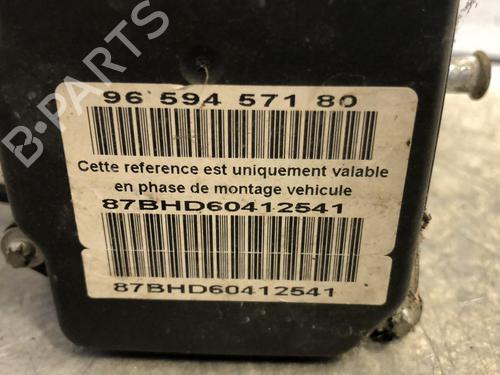 96 594 571 80
Cette reference est uniquement valable
en phase de montage vehicule
87BHD60412541
87BHD60412541
B-PARTS